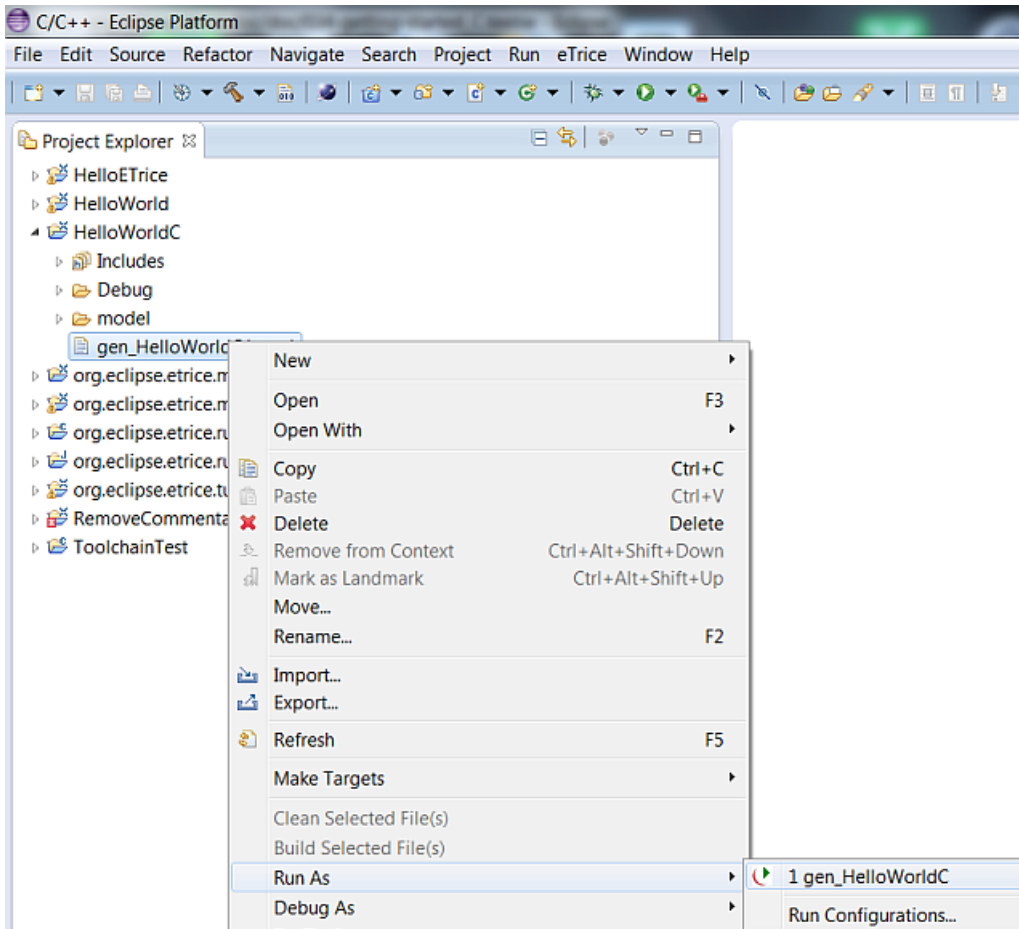 C/C++ - Eclipse Platform
File Edit Source Refactor Navigate Search Project Run eTrice Window Help
Project Explorer
HelloETrice
HelloWorld
HelloWorldC
Includes
Debug
model
gen_HelloWorld
New
org.eclipse.etrice.m
Open F3
org.eclipse.etrice.m
Open With
org.eclipse.etrice.ru
org.eclipse.etrice.ru
Copy Ctrl+C
org.eclipse.etrice.tu
Paste Ctrl+V
RemoveCommenta
Delete Delete
ToolchainTest
Remove from Context Ctrl+Alt+Shift+Down
Mark as Landmark Ctrl+Alt+Shift+Up
Move...
Rename... F2
Import...
Export...
Refresh F5
Make Targets
Clean Selected File(s)
Build Selected File(s)
Run As
1 gen_HelloWorldC
Debug As
Run Configurations...